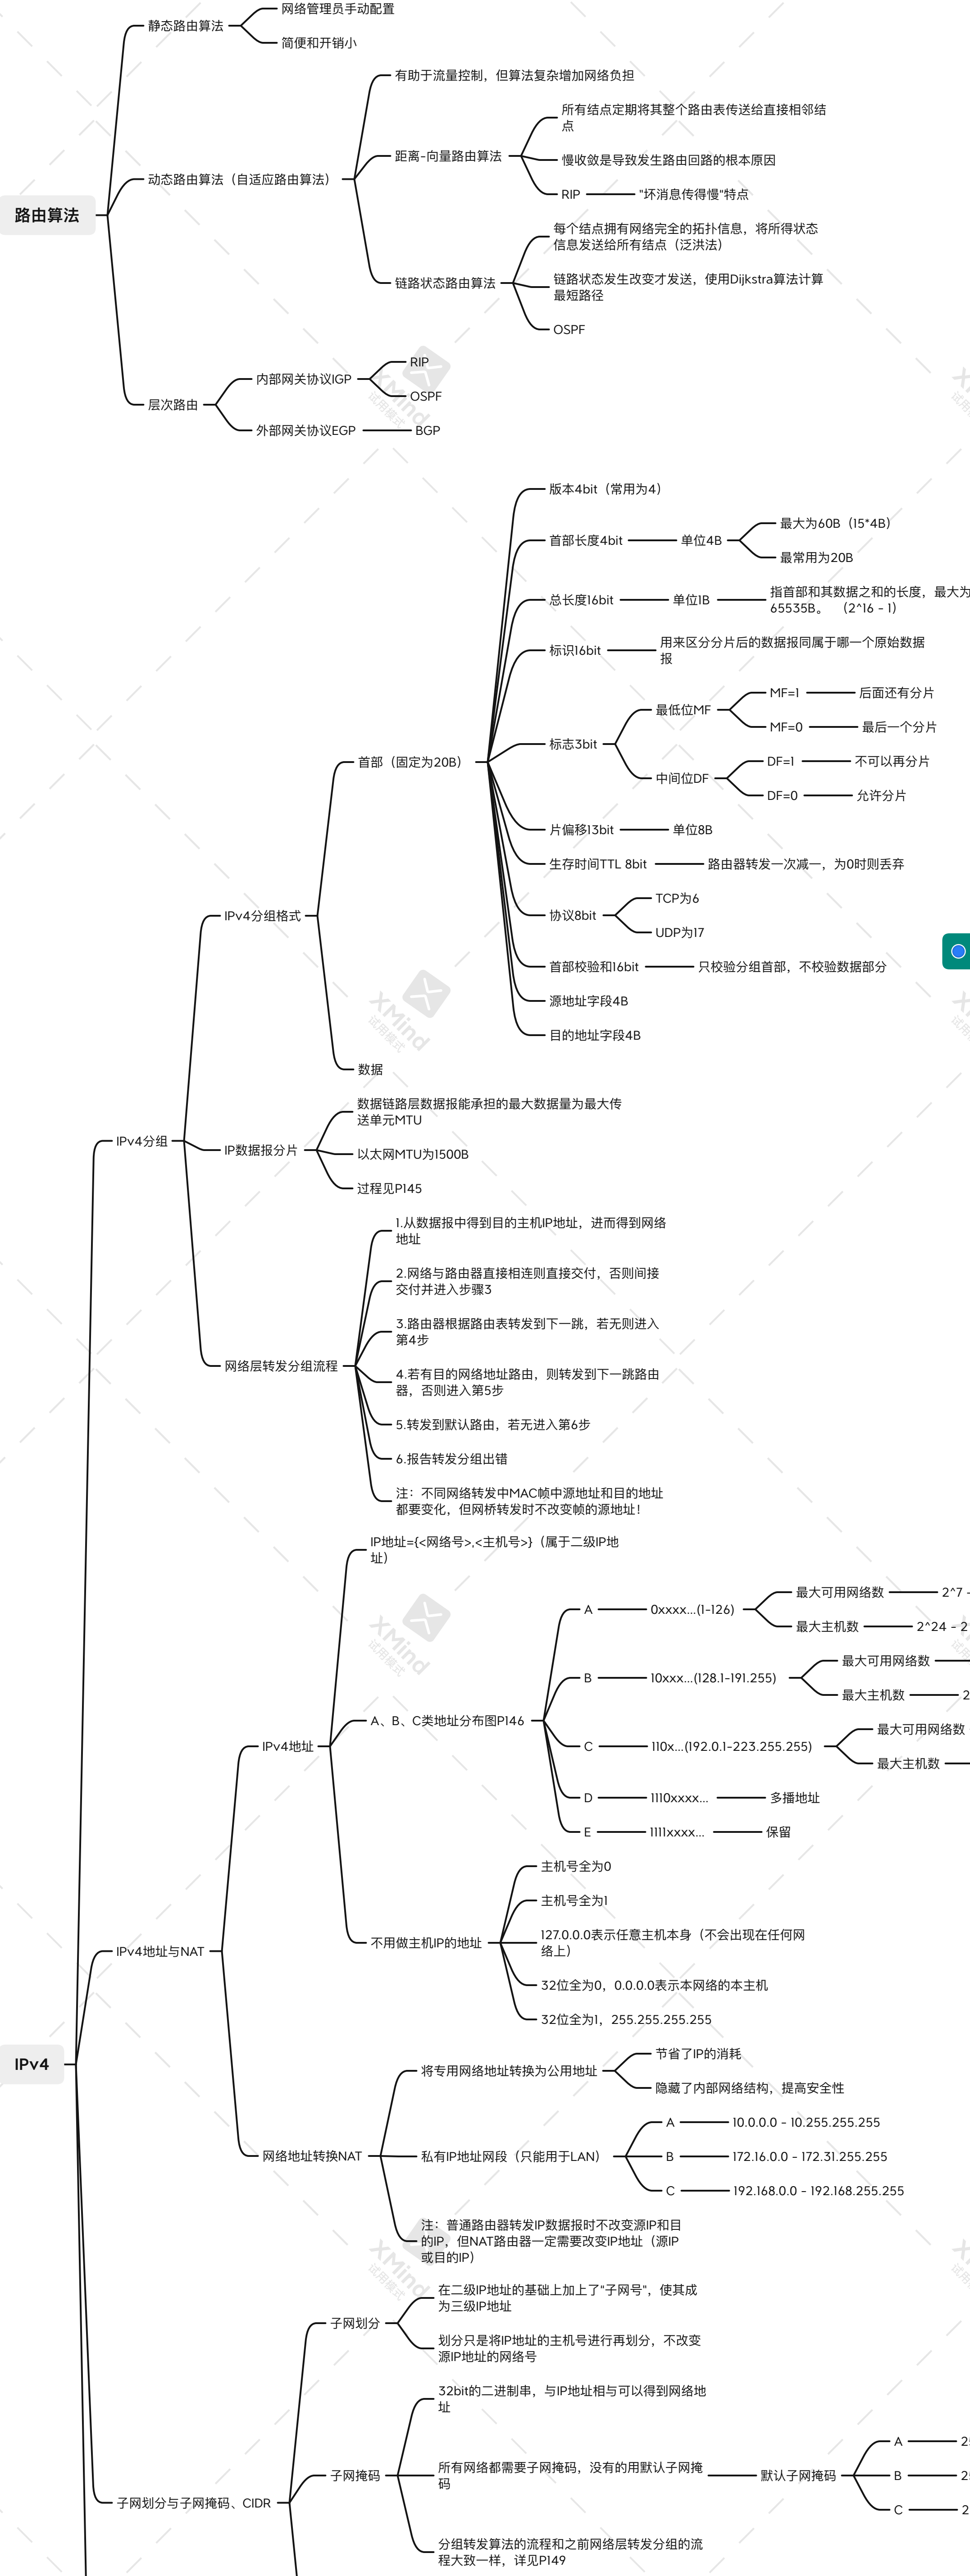 静态路由算法
网络管理员手动配置
简便和开销小
路由算法
动态路由算法（自适应路由算法）
有助于流量控制，但算法复杂增加网络负担
距离-向量路由算法
所有结点定期将其整个路由表传送给直接相邻结
点
慢收敛是导致发生路由回路的根本原因
RIP
"坏消息传得慢"特点
链路状态路由算法
每个结点拥有网络完全的拓扑信息，将所得状态
信息发送给所有结点（泛洪法）
链路状态发生改变才发送，使用Dijkstra算法计算
最短路径
OSPF
层次路由
内部网关协议IGP
RIP
OSPF
外部网关协议EGP
BGP
IPv4
IPv4分组
IPv4分组格式
首部（固定为20B）
版本4bit（常用为4）
首部长度4bit
单位4B
最大为60B（15*4B）
最常用为20B
总长度16bit
单位1B
指首部和其数据之和的长度，最大为
65535B。 （2^16 - 1）
标识16bit
用来区分分片后的数据报同属于哪一个原始数据
报
标志3bit
最低位MF
MF=1
后面还有分片
MF=0
最后一个分片
中间位DF
DF=1
不可以再分片
DF=0
允许分片
片偏移13bit
单位8B
生存时间TTL 8bit
路由器转发一次减一，为0时则丢弃
协议8bit
TCP为6
UDP为17
首部校验和16bit
只校验分组首部，不校验数据部分
源地址字段4B
目的地址字段4B
数据
IP数据报分片
数据链路层数据报能承担的最大数据量为最大传
送单元MTU
以太网MTU为1500B
过程见P145
网络层转发分组流程
1.从数据报中得到目的主机IP地址，进而得到网络
地址
2.网络与路由器直接相连则直接交付，否则间接
交付并进入步骤3
3.路由器根据路由表转发到下一跳，若无则进入
第4步
4.若有目的网络地址路由，则转发到下一跳路由
器，否则进入第5步
5.转发到默认路由，若无进入第6步
6.报告转发分组出错
注：不同网络转发中MAC帧中源地址和目的地址
都要变化，但网桥转发时不改变帧的源地址！
IPv4地址与NAT
IPv4地址
IP地址={<网络号>,<主机号>}（属于二级IP地
址）
A、B、C类地址分布图P146
A
0xxxx...(1-126)
最大可用网络数
2^7 -
最大主机数
2^24 - 2
B
10xxx...(128.1-191.255)
最大可用网络数
最大主机数
2
C
110x...(192.0.1-223.255.255)
最大可用网络数
最大主机数
D
1110xxxx...
多播地址
E
1111xxxx...
保留
不用做主机IP的地址
主机号全为0
主机号全为1
127.0.0.0表示任意主机本身（不会出现在任何网
络上）
32位全为0，0.0.0.0表示本网络的本主机
32位全为1，255.255.255.255
网络地址转换NAT
将专用网络地址转换为公用地址
节省了IP的消耗
隐藏了内部网络结构，提高安全性
私有IP地址网段（只能用于LAN）
A
10.0.0.0 - 10.255.255.255
B
172.16.0.0 - 172.31.255.255
C
192.168.0.0 - 192.168.255.255
注：普通路由器转发IP数据报时不改变源IP和目
的IP，但NAT路由器一定需要改变IP地址（源IP
或目的IP）
子网划分与子网掩码、CIDR
子网划分
在二级IP地址的基础上加上了"子网号"，使其成
为三级IP地址
划分只是将IP地址的主机号进行再划分，不改变
源IP地址的网络号
子网掩码
32bit的二进制串，与IP地址相与可以得到网络地
址
所有网络都需要子网掩码，没有的用默认子网掩
码
默认子网掩码
A
25
B
25
C
2
分组转发算法的流程和之前网络层转发分组的流
程大致一样，详见P149
XMind
试用模式
XMind
试用模式
XMind
试用模式
XMind
试用模式